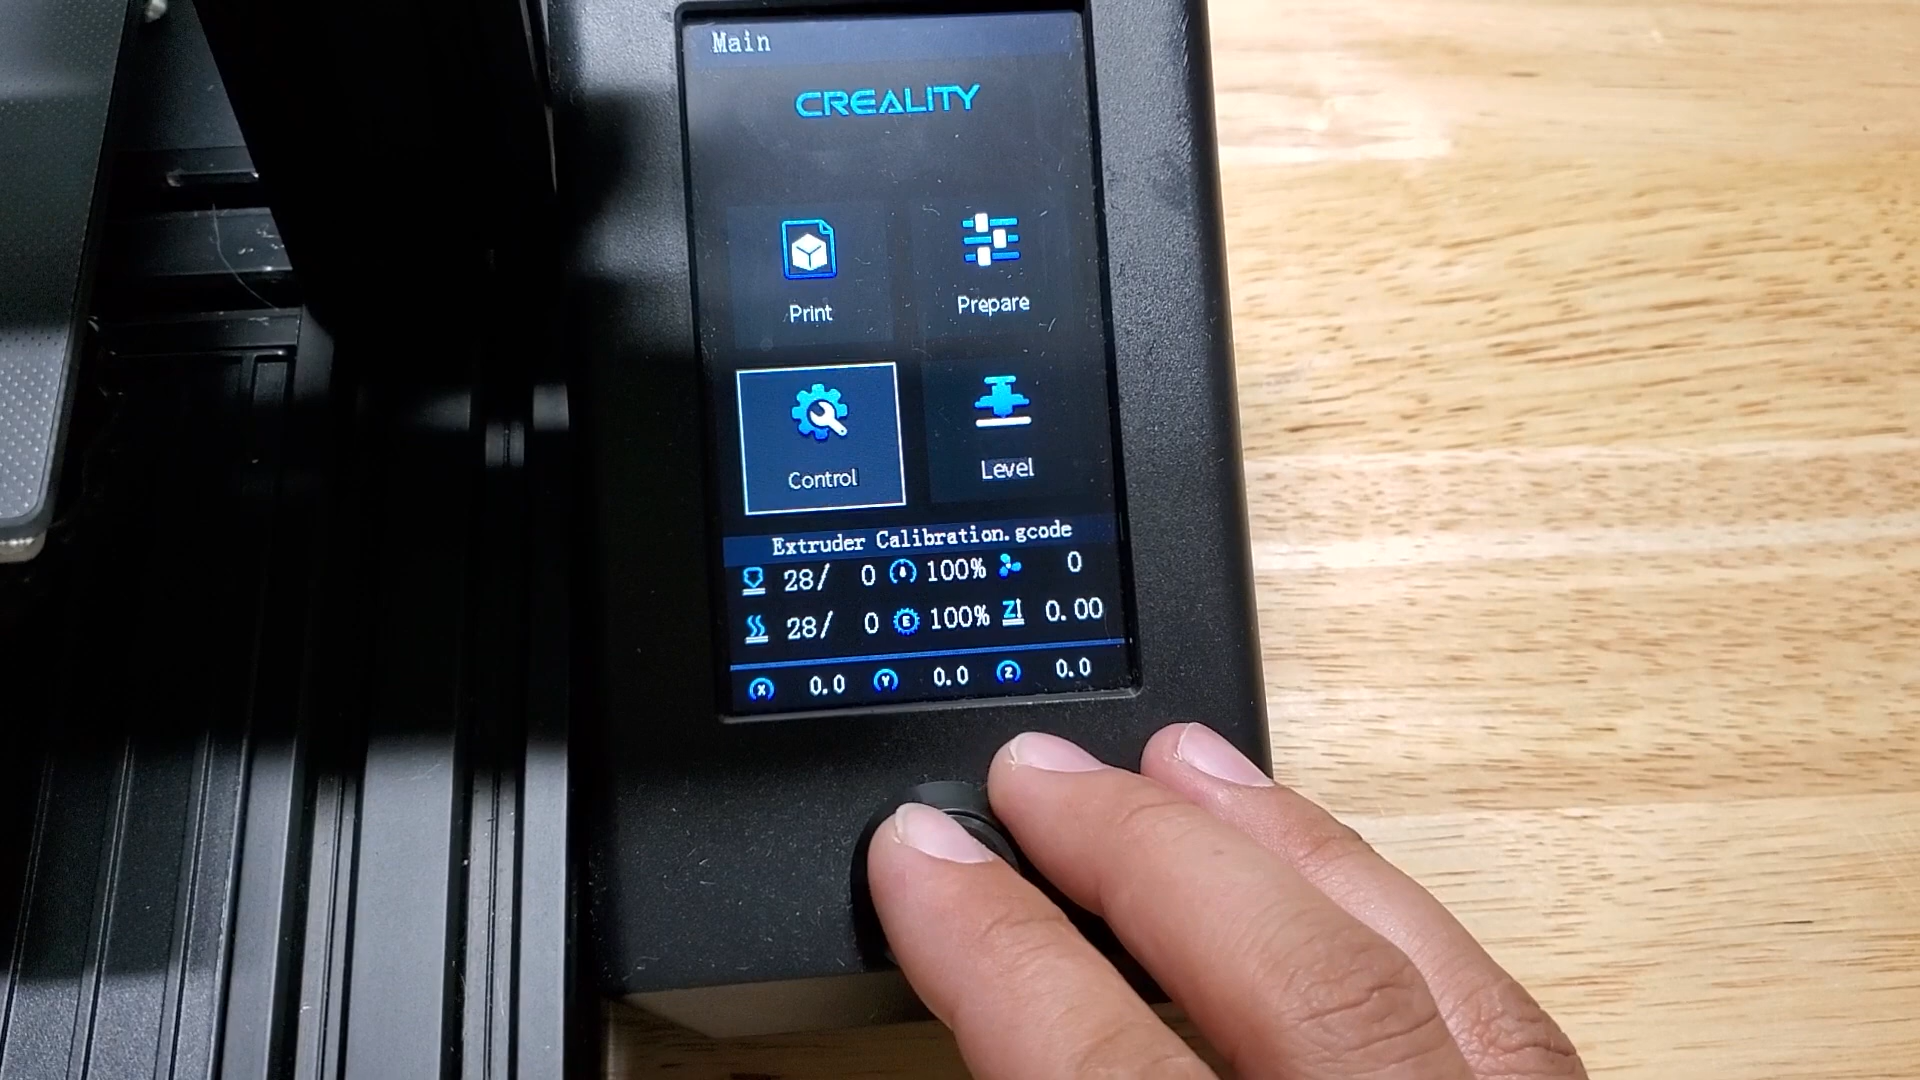 Main
CREALITY
Print
Prepare
Control
Level
Extruder Calibration.gcode
28/ 0 100% 0
28/ 0 E 100% Z 0.00
X 0.0 Y 0.0 Z 0.0